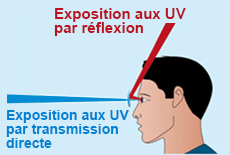 Exposition aux UV
par réflexion
Exposition aux UV
par transmission
directe